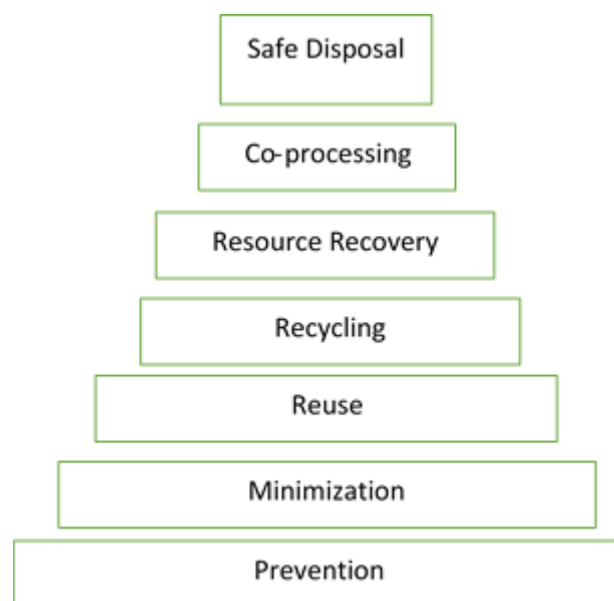 Safe Disposal
Co-processing
Resource Recovery
Recycling
Reuse
Minimization
Prevention